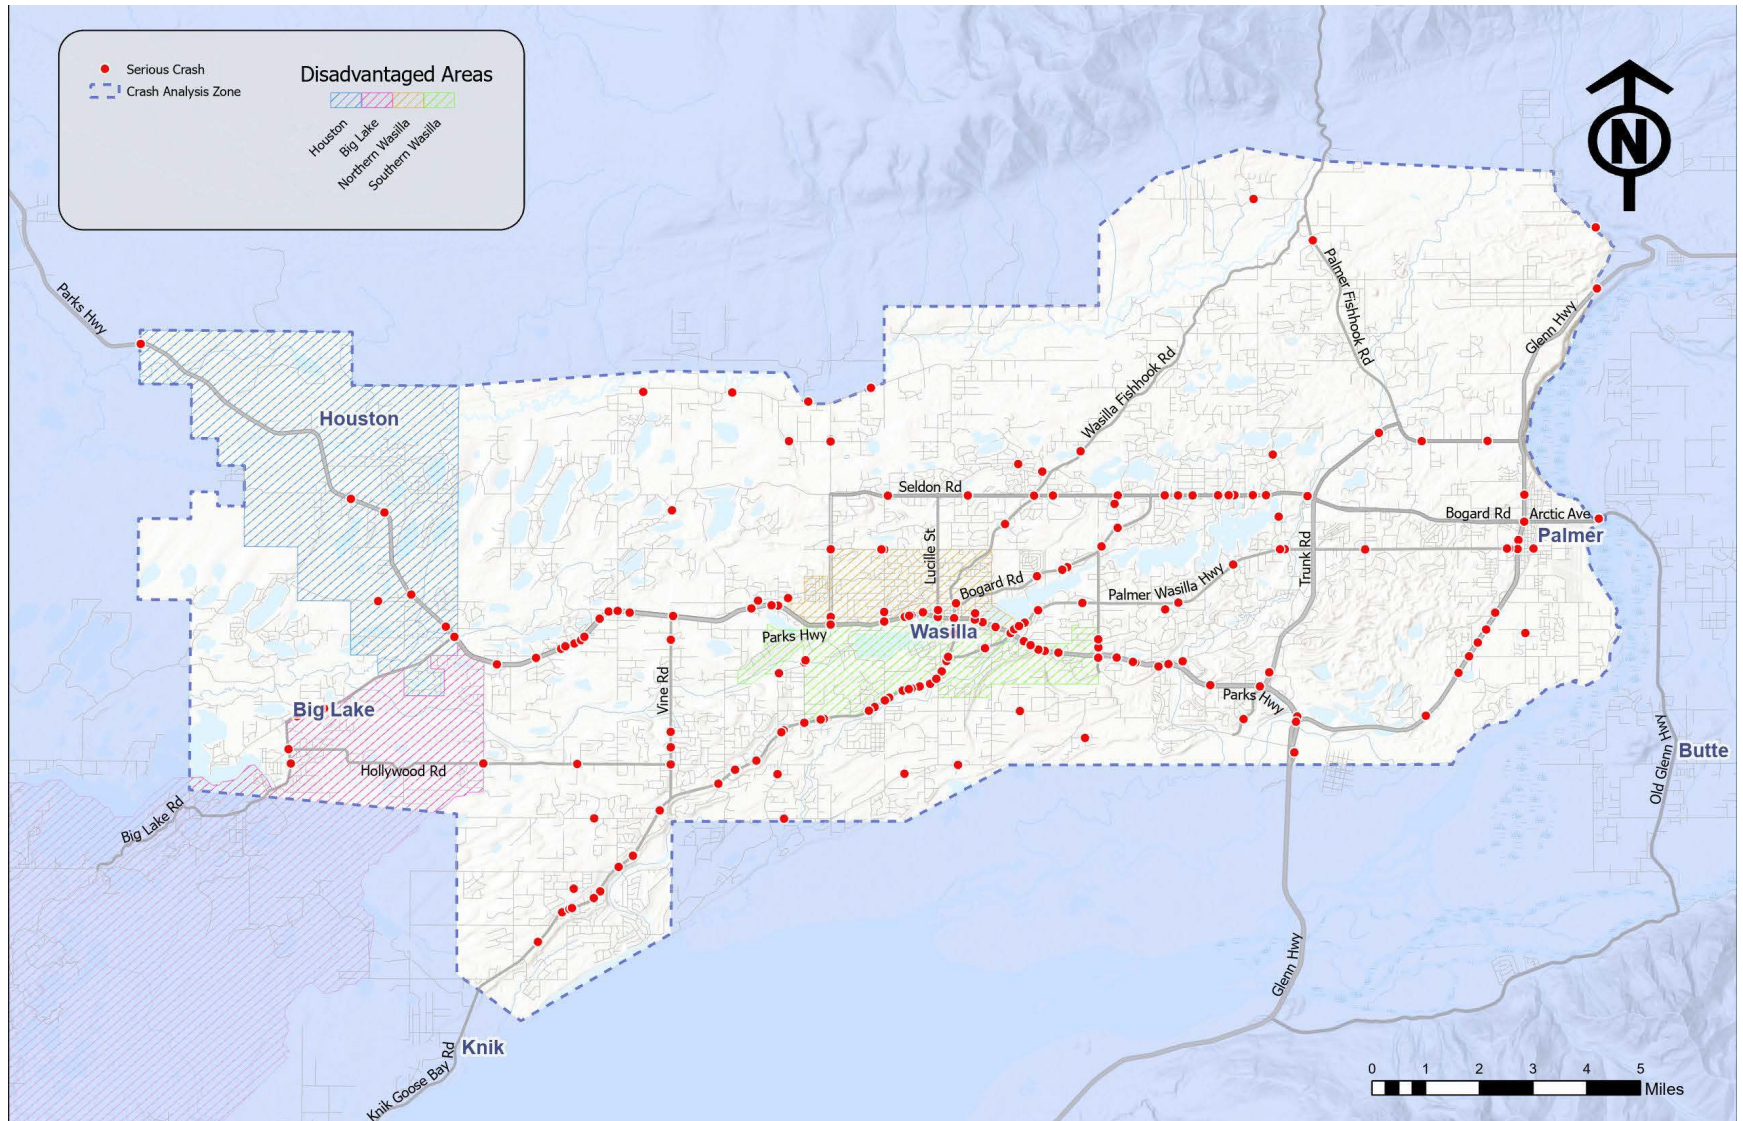 Serious Crash
Crash Analysis Zone
Disadvantaged Areas
Houston
Big Lake
Northern Wasilla
Southern Wasilla
N
Parks Hwy
Palmer Fishhook Rd
Glenn Hwy
Wasilla Fishhook Rd
Houston
Seldon Rd
Bogard Rd
Arctic Ave
Palmer
Lucille St
Trunk Rd
Bogard Rd
Palmer Wasilla Hwy
Parks Hwy
Wasilla
Vine Rd
Parks Hwy
Big Lake
Hollywood Rd
Butte
Old Glenn Hwy
Big Lake Rd
Glenn Hwy
Knik
Knik Goose Bay Rd
0 1 2 3 4 5
Miles